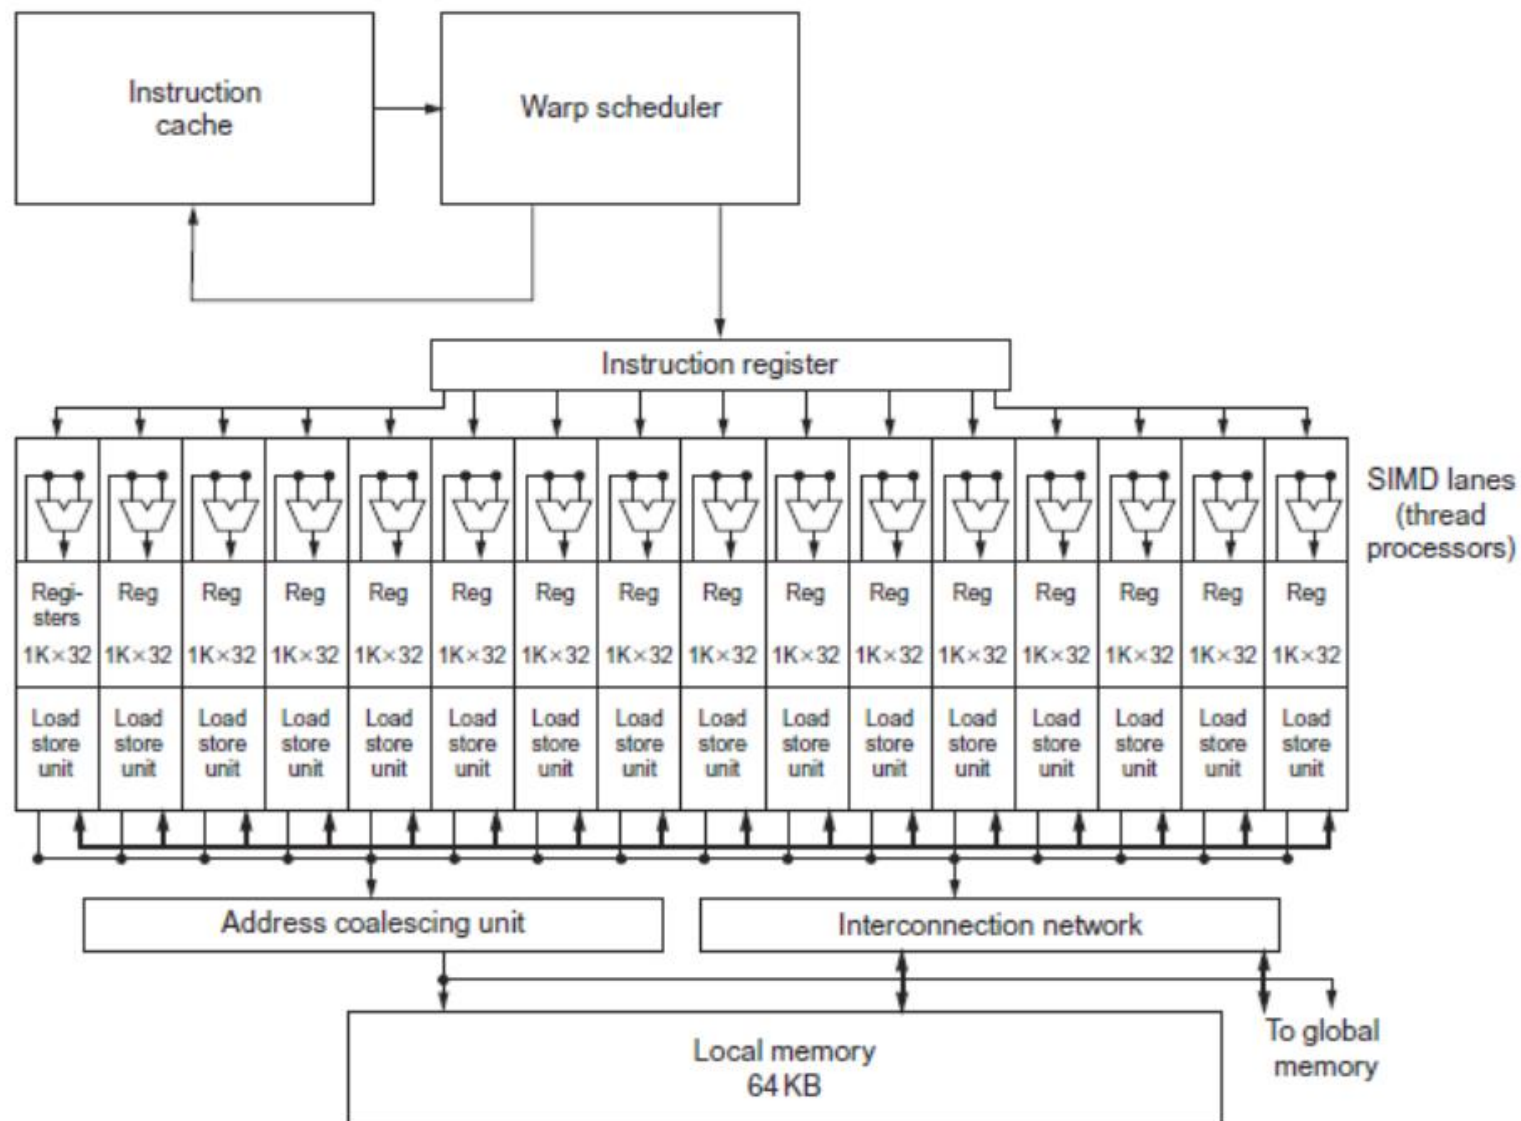 Instruction
cache
Warp scheduler
Instruction register
SIMD lanes
(thread
processors)
Regi-
sters
Reg Reg Reg Reg Reg Reg Reg Reg Reg Reg Reg Reg Reg Reg Reg
1K×32 1K×32 1K×32 1K×32 1K×32 1K×32 1K×32 1K×32 1K×32 1K×32 1K×32 1K×32 1K×32 1K×32 1K×32 1K×32
Load Load Load Load Load Load Load Load Load Load Load Load Load Load Load Load
store store store store store store store store store store store store store store store store
unit unit unit unit unit unit unit unit unit unit unit unit unit unit unit unit
Address coalescing unit
Interconnection network
Local memory
64 KB
To global
memory